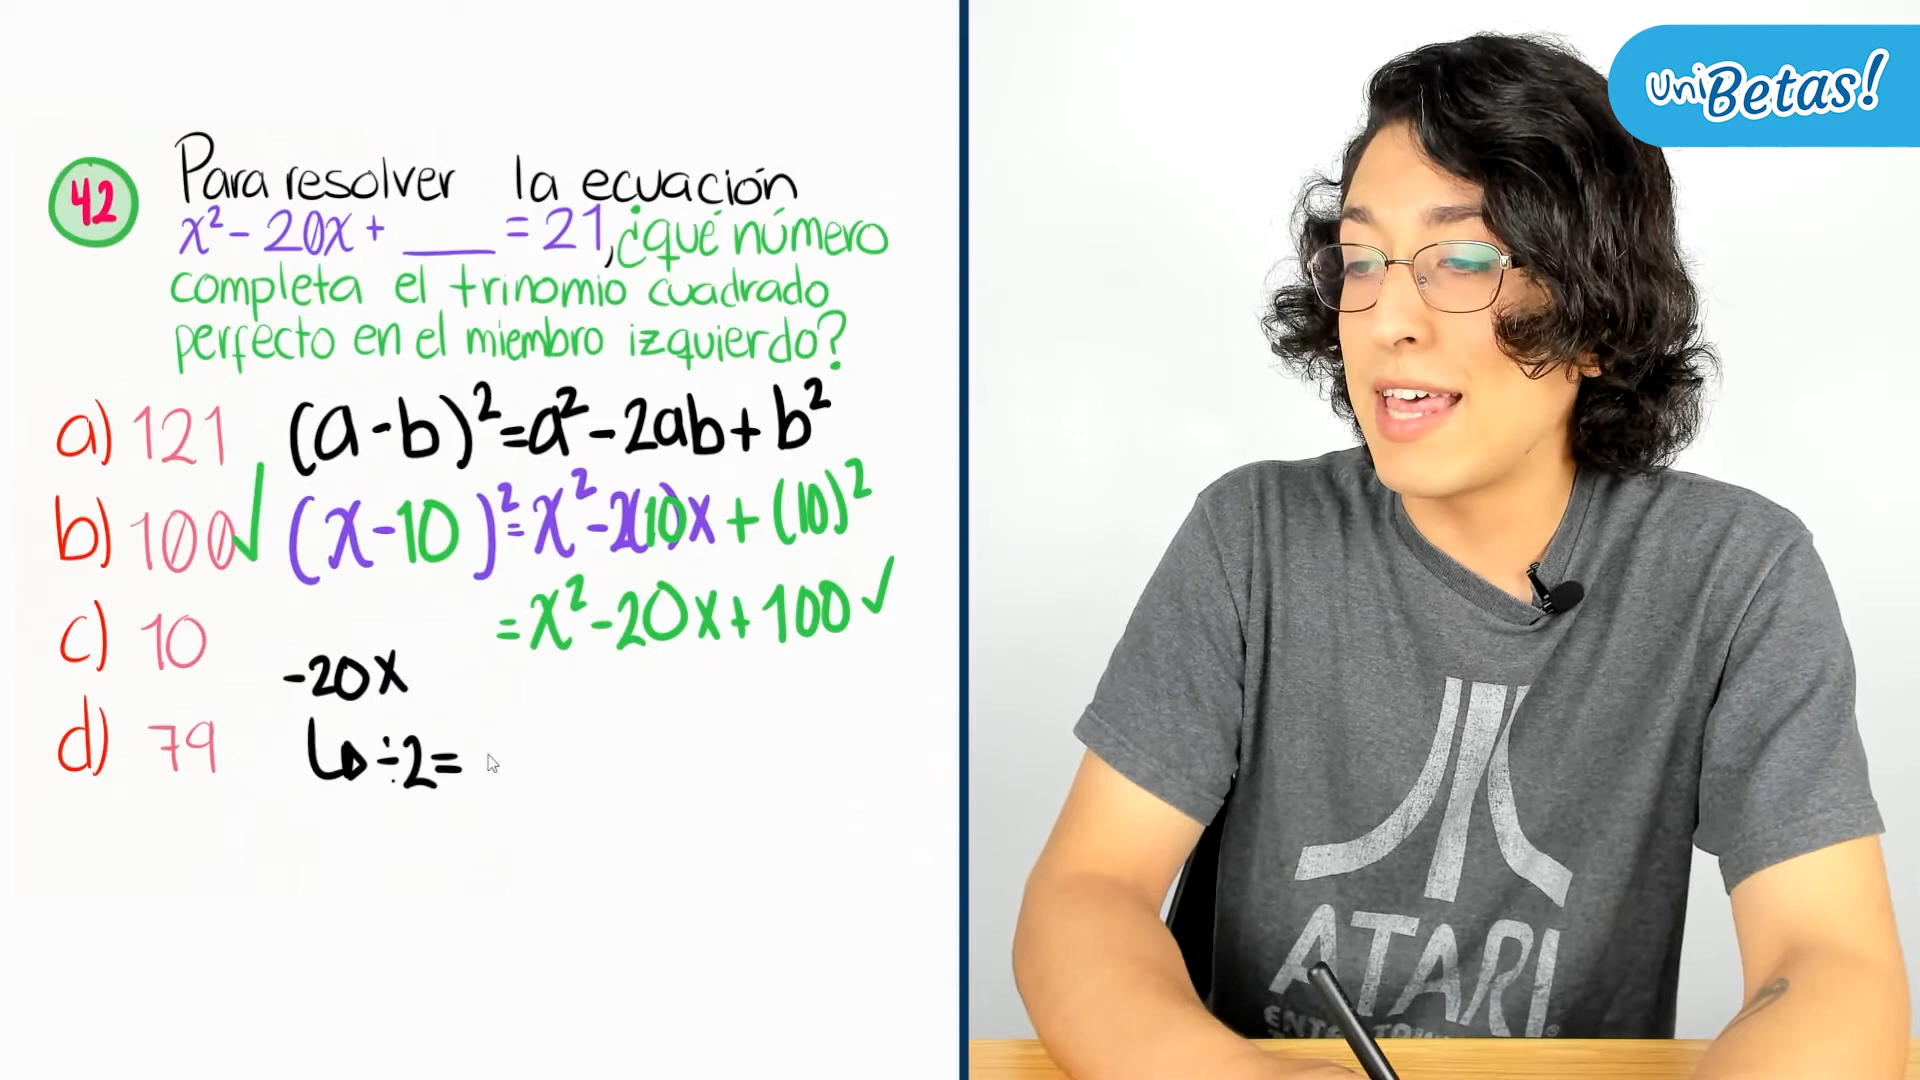 uniBetas!
42 Para resolver la ecuación
x² - 20x + ____ = 21, ¿qué número
completa el trinomio cuadrado
perfecto en el miembro izquierdo?
a) 121
(a-b)² = a² - 2ab + b²
b) 100 ✓
(x-10)² = x² - 2(10)x + (10)²
= x² - 20x + 100 ✓
c) 10
-20x
d) 79
↳ ÷2=
ATARI